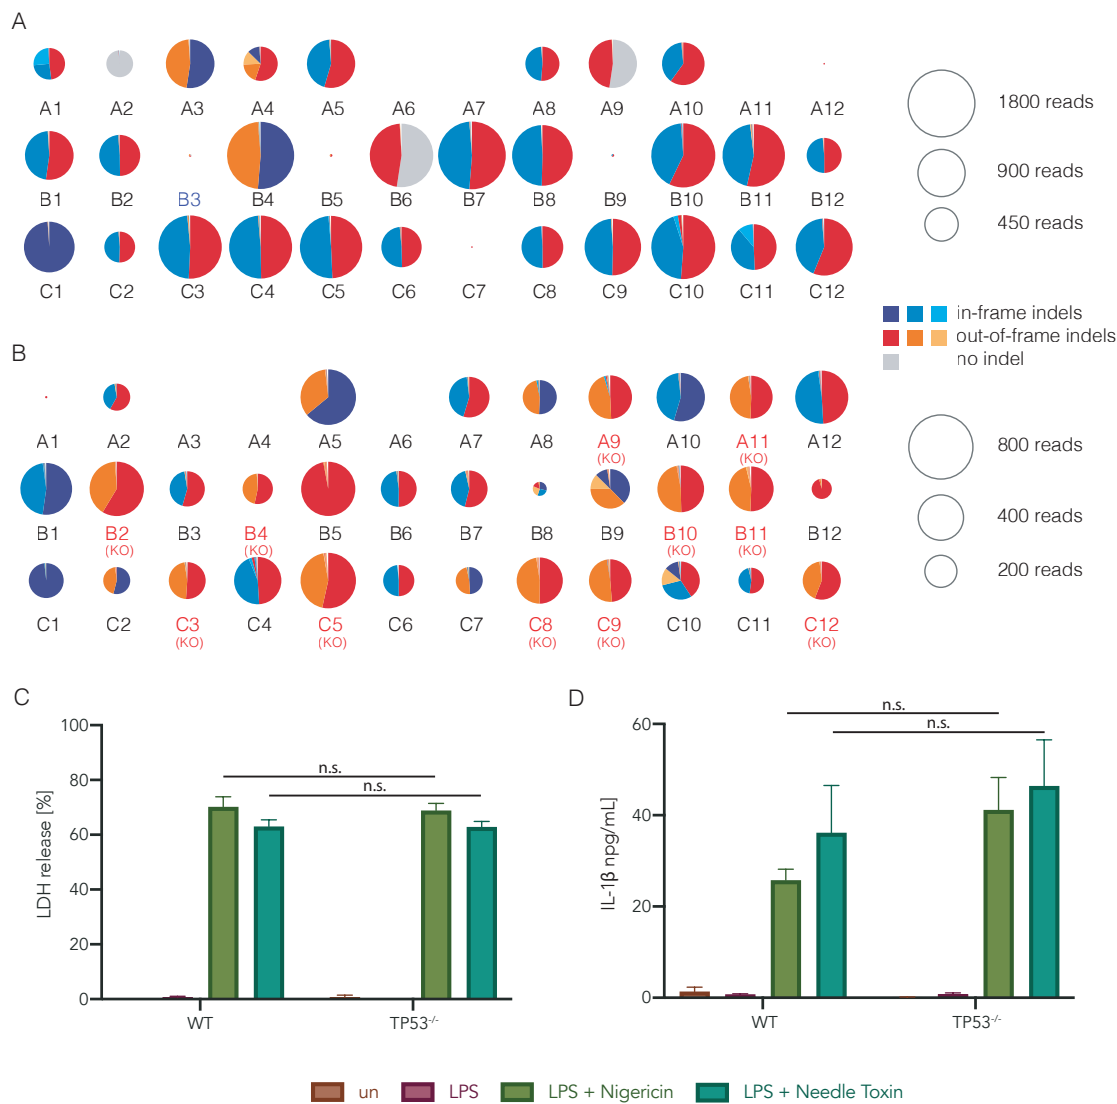 A
A1 A2 A3 A4 A5 A8 A9 A10 A12
A6 A7 A11
1800 reads
900 reads
450 reads
B1 B2 B3 B4 B5 B6 B7 B8 B9 B10 B11 B12
C1 C2 C3 C4 C5 C6 C7 C8 C9 C10 C11 C12
in-frame indels
out-of-frame indels
no indel
B
A1 A2 A3 A4 A5 A6 A7 A8 A9 A10 A11 A12
(KO) (KO)
800 reads
400 reads
200 reads
B1 B2 B3 B4 B5 B6 B7 B8 B9 B10 B11 B12
(KO) (KO) (KO) (KO)
C1 C2 C3 C4 C5 C6 C7 C8 C9 C10 C11 C12
(KO) (KO) (KO) (KO) (KO)
C
LDH release [%]
100
80
60
40
20
0
n.s.
n.s.
WT TP53-/-
D
IL-1β npg/mL]
60
40
20
0
n.s.
n.s.
WT TP53-/-
un LPS LPS + Nigericin LPS + Needle Toxin